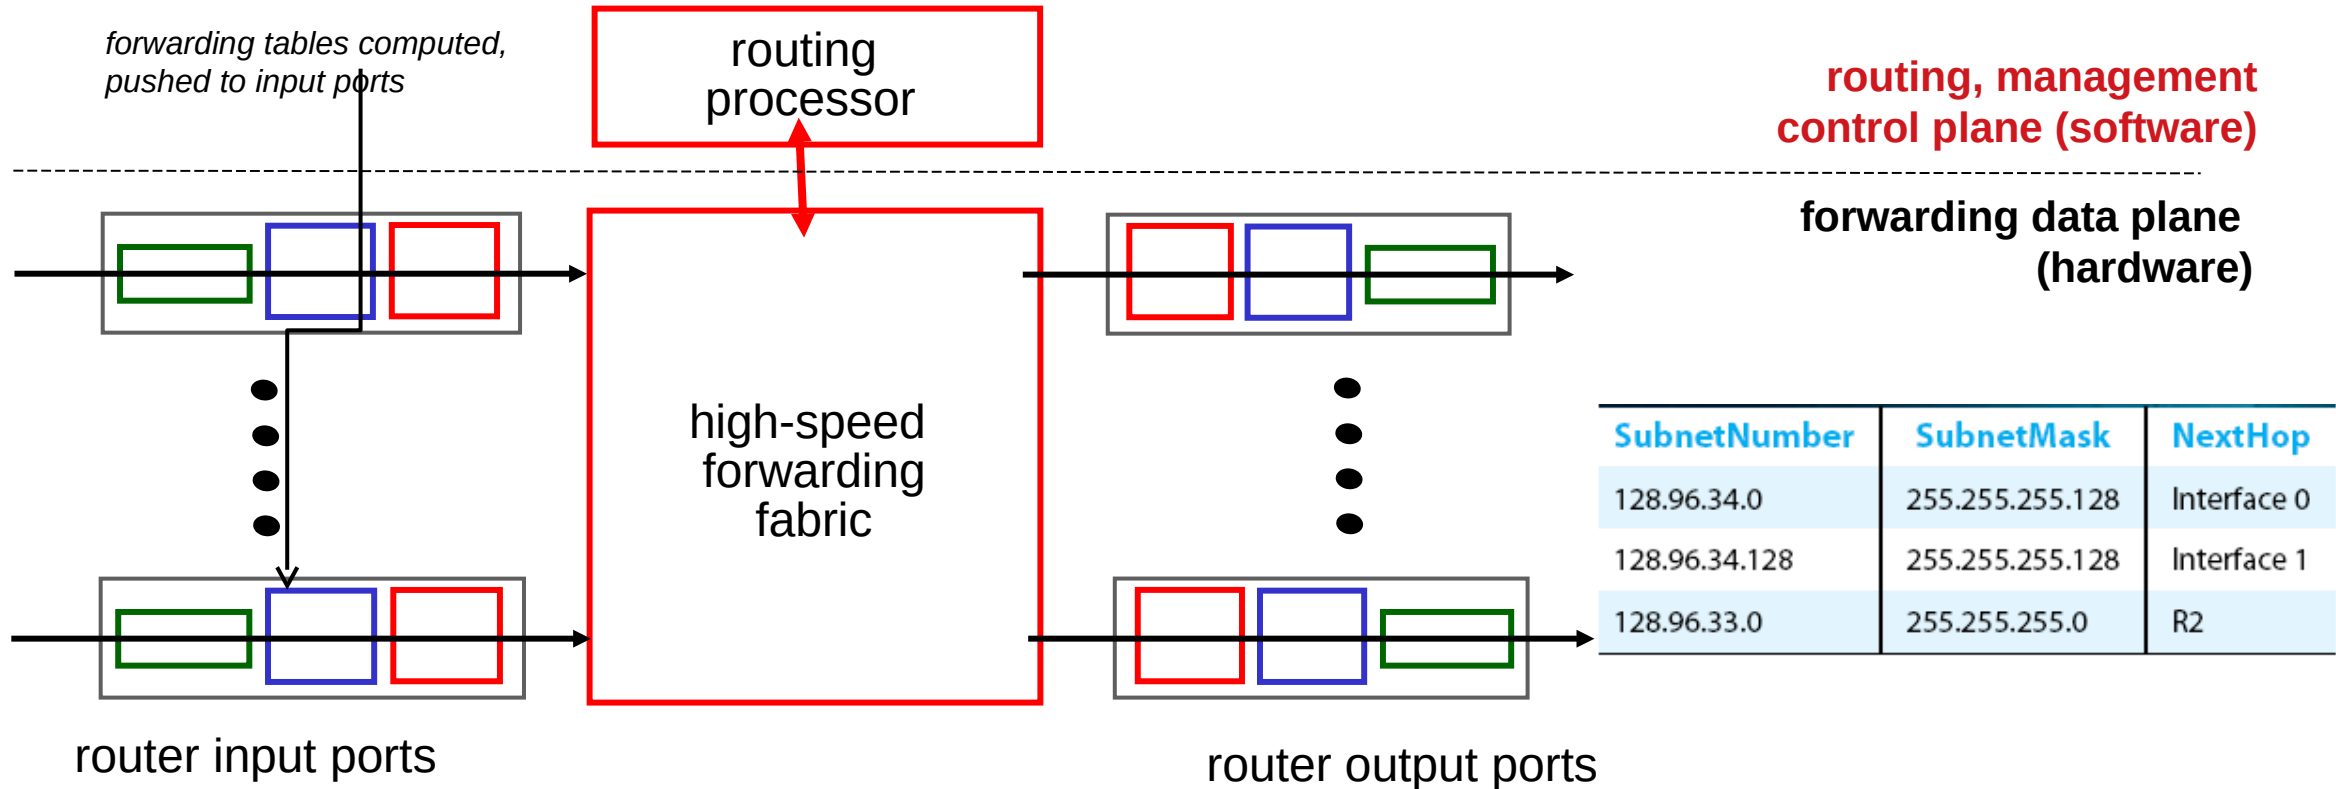 forwarding tables computed,
pushed to input ports
routing
processor
routing, management
control plane (software)
forwarding data plane
(hardware)
high-speed
forwarding
fabric
SubnetNumber SubnetMask NextHop
128.96.34.0 255.255.255.128 Interface 0
128.96.34.128 255.255.255.128 Interface 1
128.96.33.0 255.255.255.0 R2
router input ports
router output ports